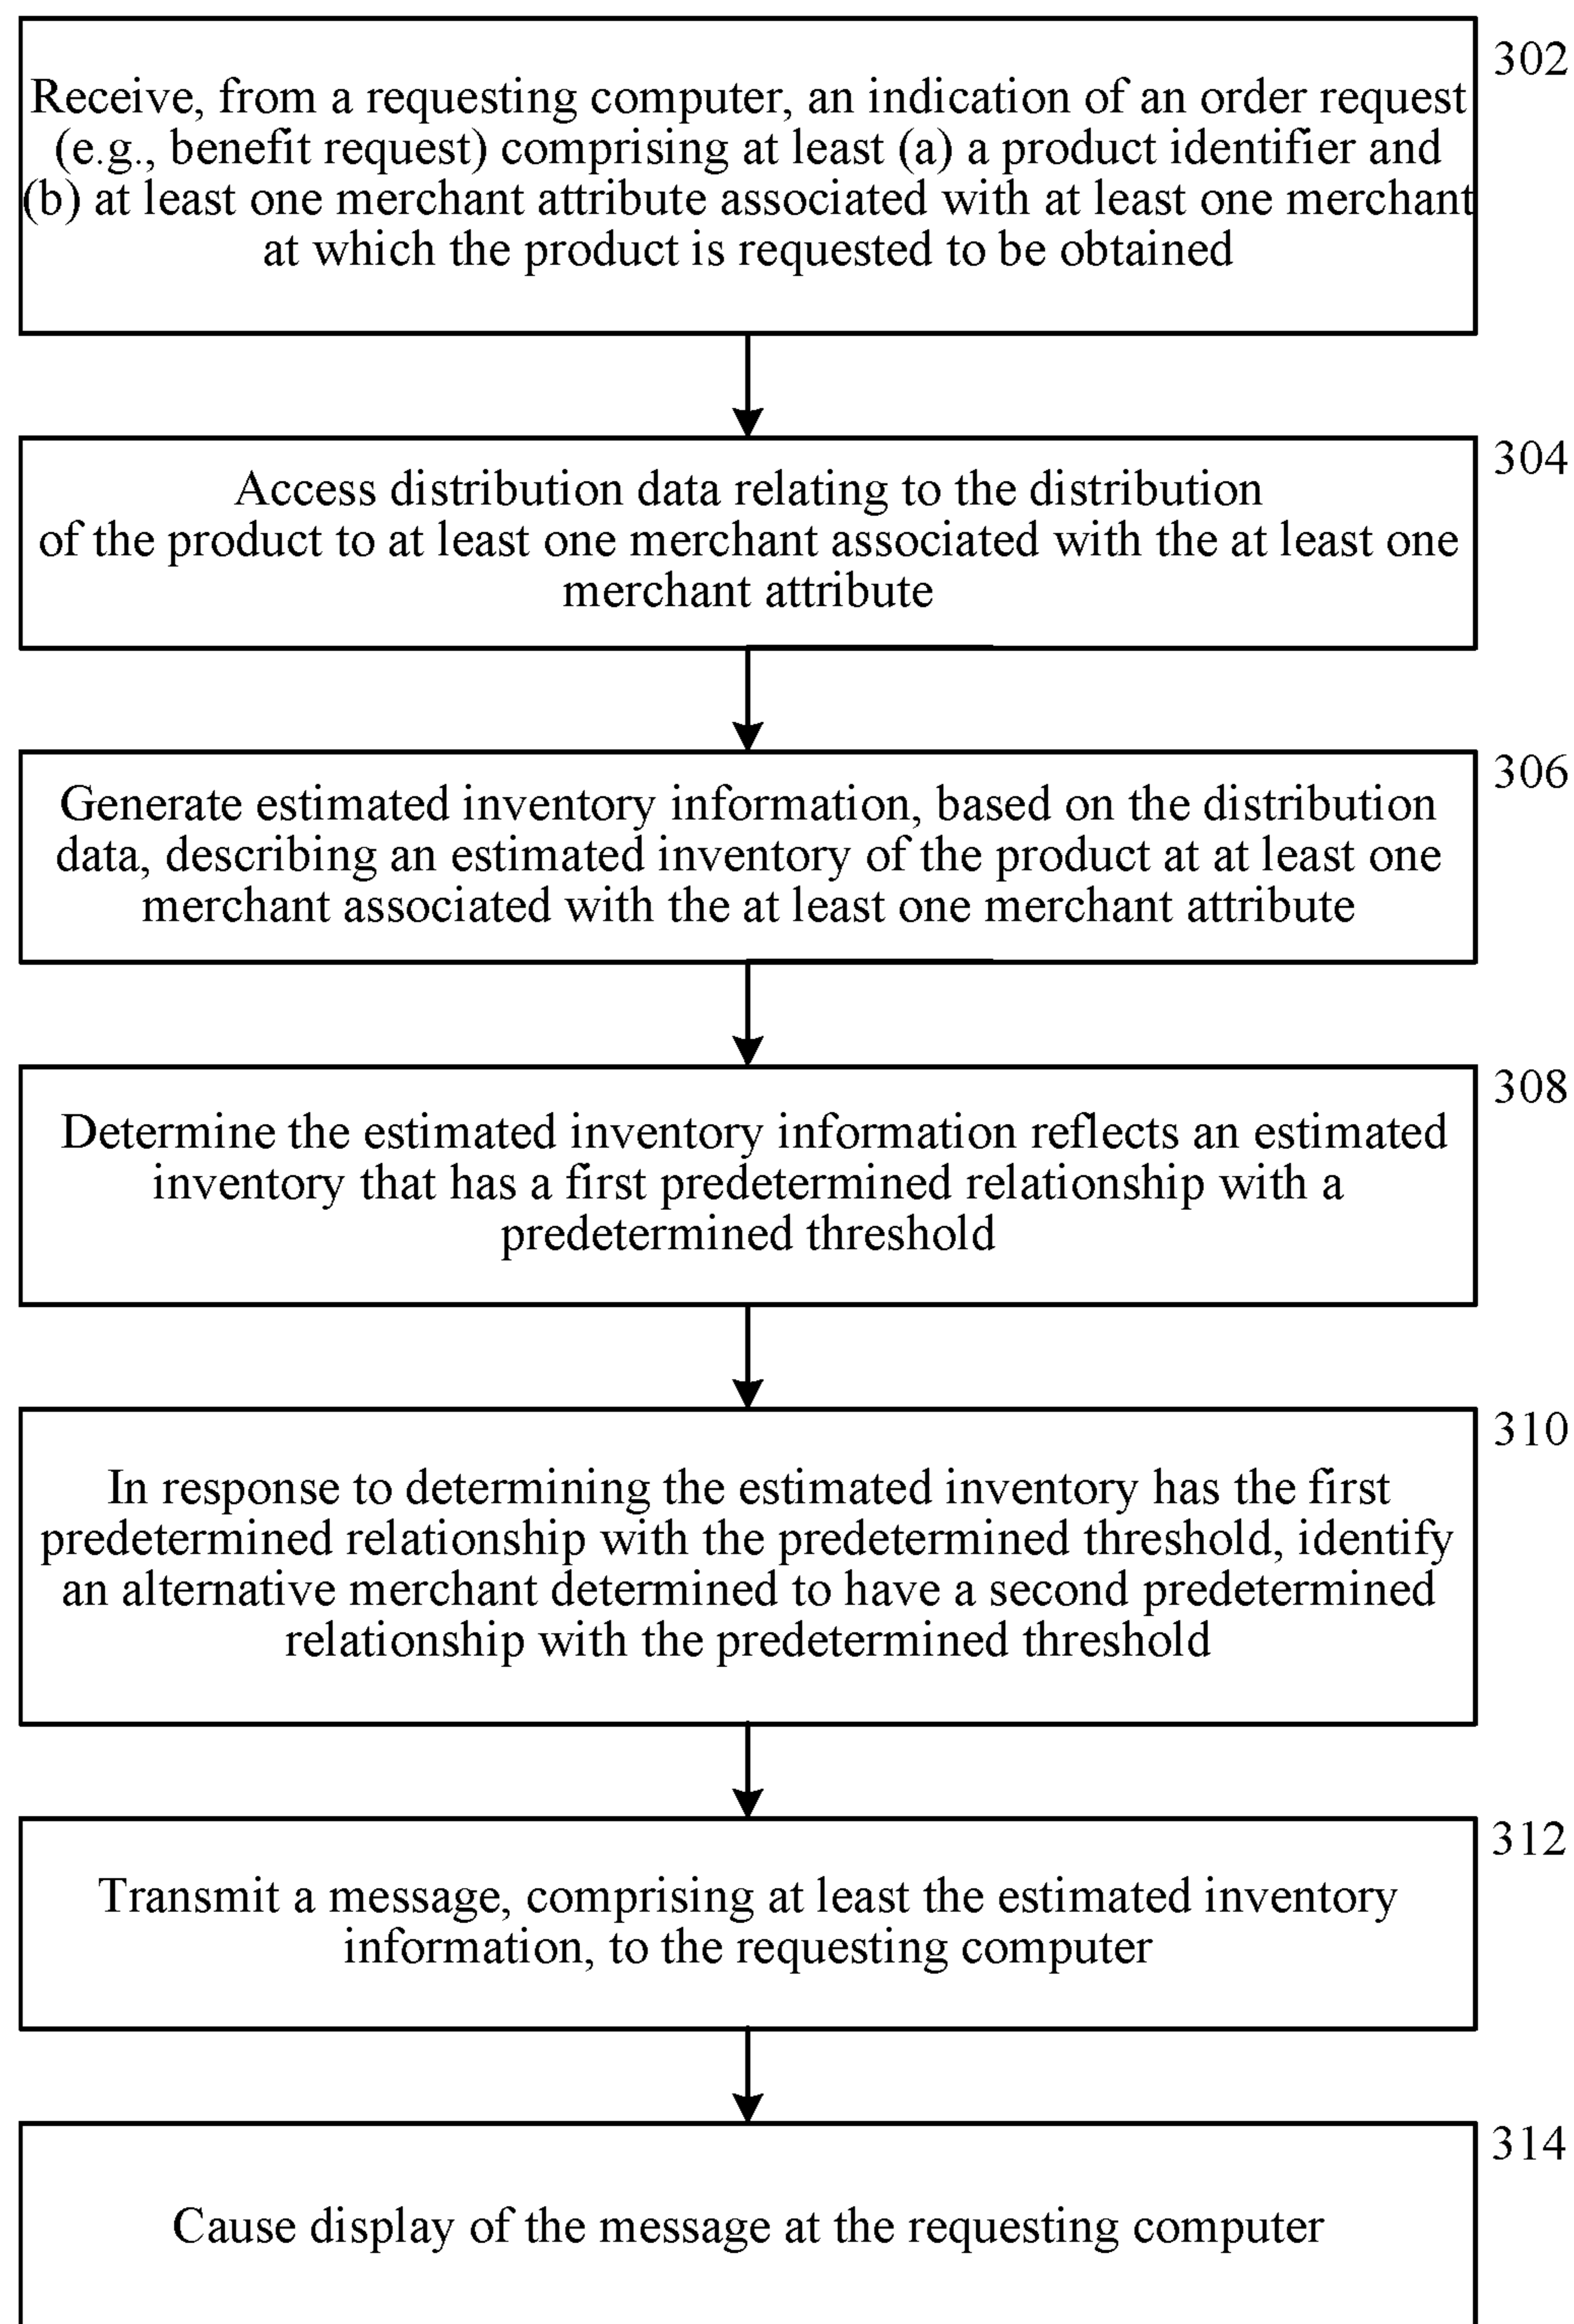 302
Receive, from a requesting computer, an indication of an order request
(e.g., benefit request) comprising at least (a) a product identifier and
(b) at least one merchant attribute associated with at least one merchant
at which the product is requested to be obtained
304
Access distribution data relating to the distribution
of the product to at least one merchant associated with the at least one
merchant attribute
306
Generate estimated inventory information, based on the distribution
data, describing an estimated inventory of the product at at least one
merchant associated with the at least one merchant attribute
308
Determine the estimated inventory information reflects an estimated
inventory that has a first predetermined relationship with a
predetermined threshold
310
In response to determining the estimated inventory has the first
predetermined relationship with the predetermined threshold, identify
an alternative merchant determined to have a second predetermined
relationship with the predetermined threshold
312
Transmit a message, comprising at least the estimated inventory
information, to the requesting computer
314
Cause display of the message at the requesting computer